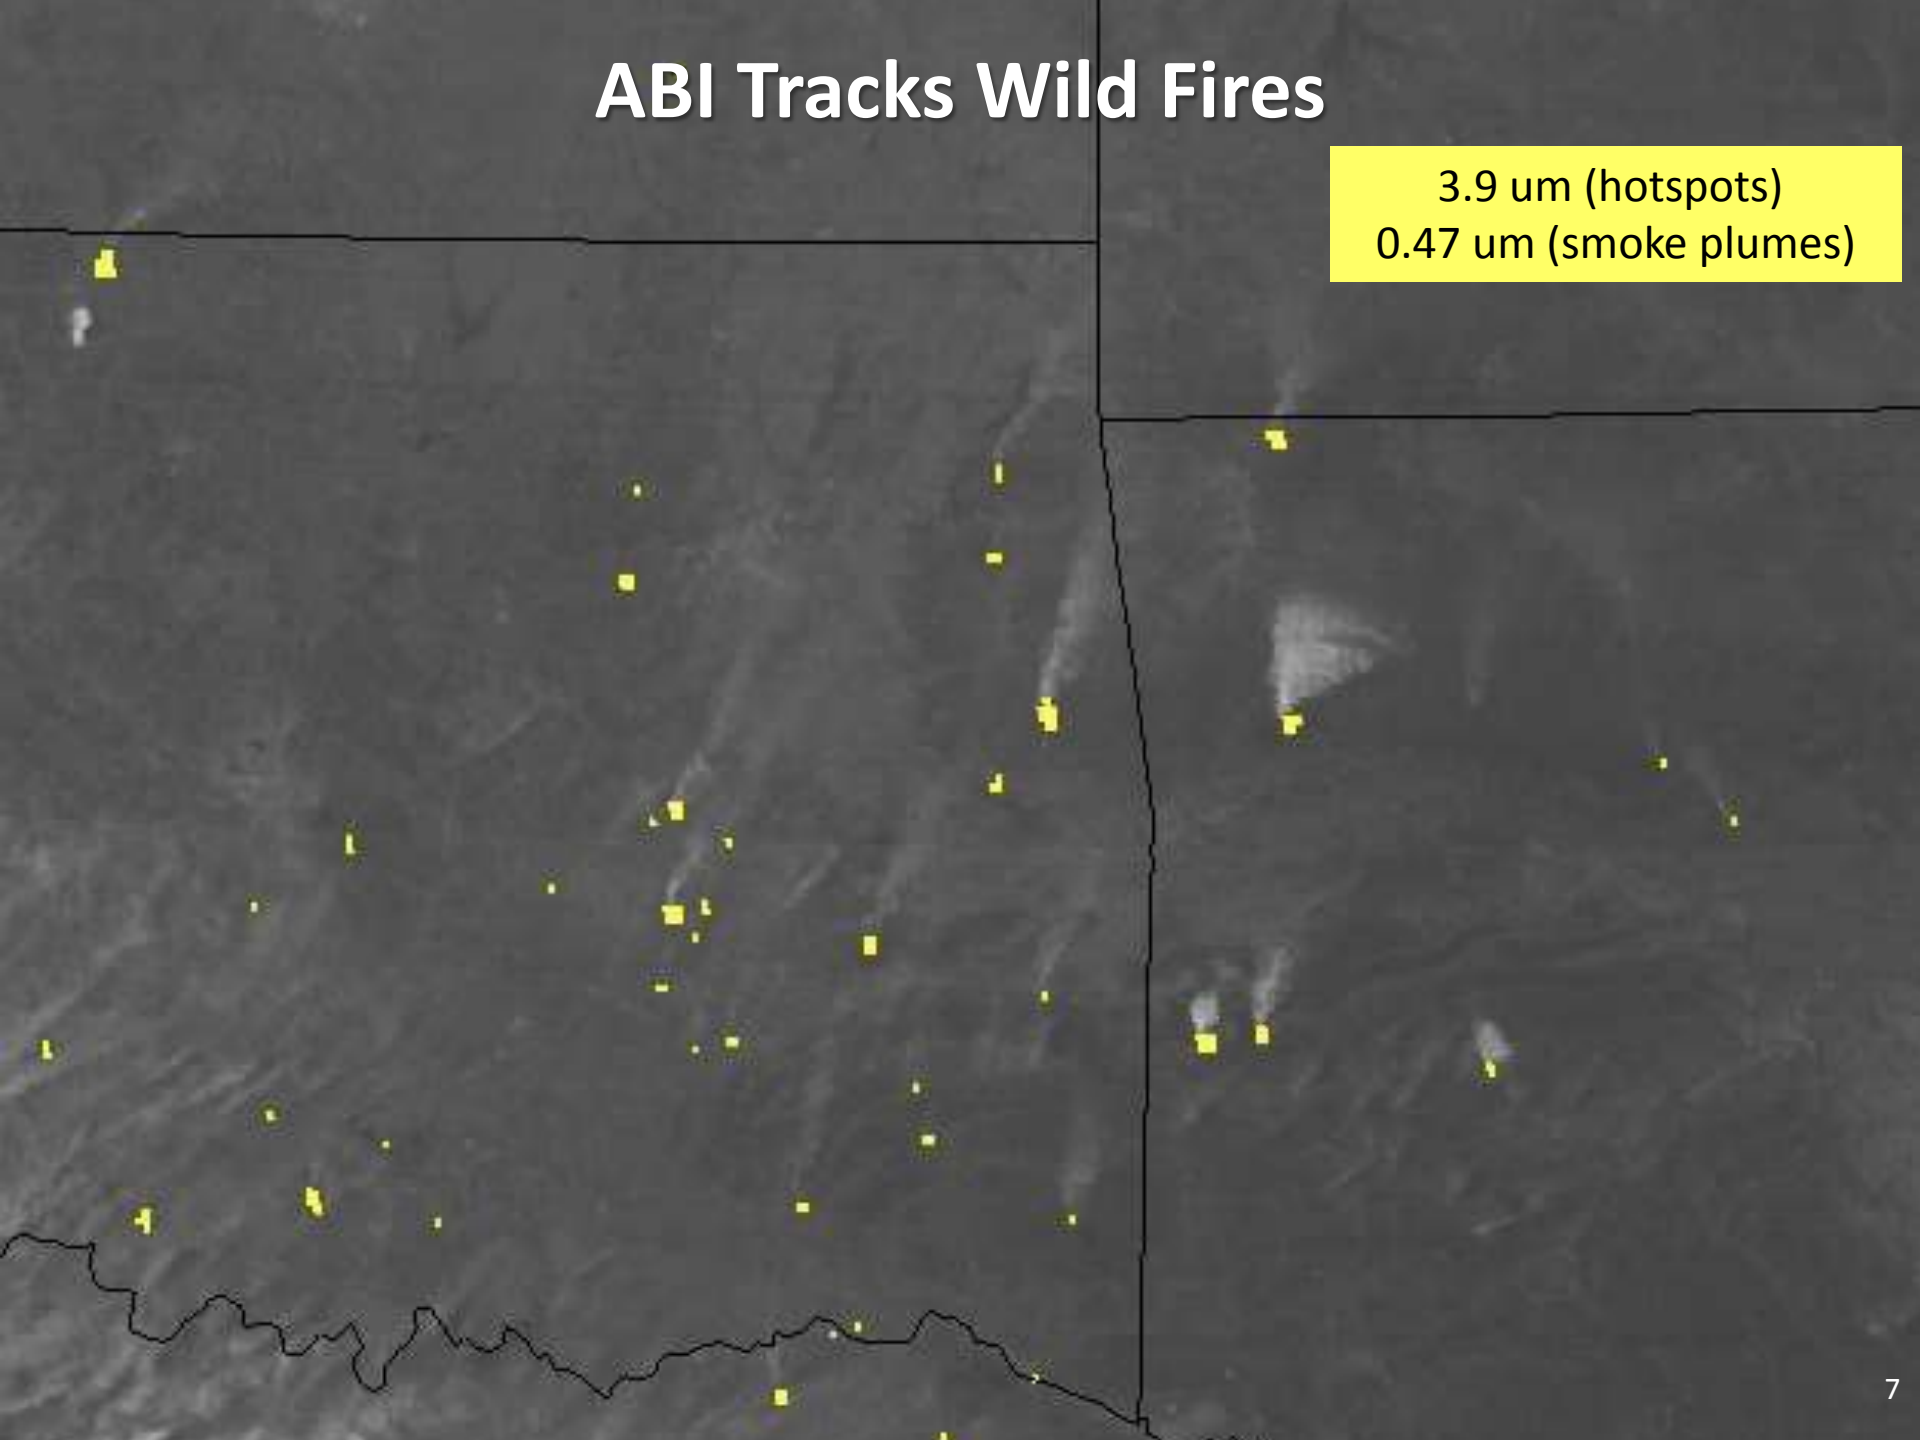 ABI Tracks Wild Fires
3.9 um (hotspots)
0.47 um (smoke plumes)
7